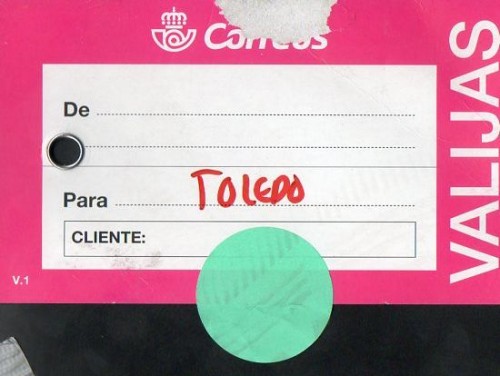 Correos
De
Para TOLEDO
CLIENTE:
VALIJAS
V.1